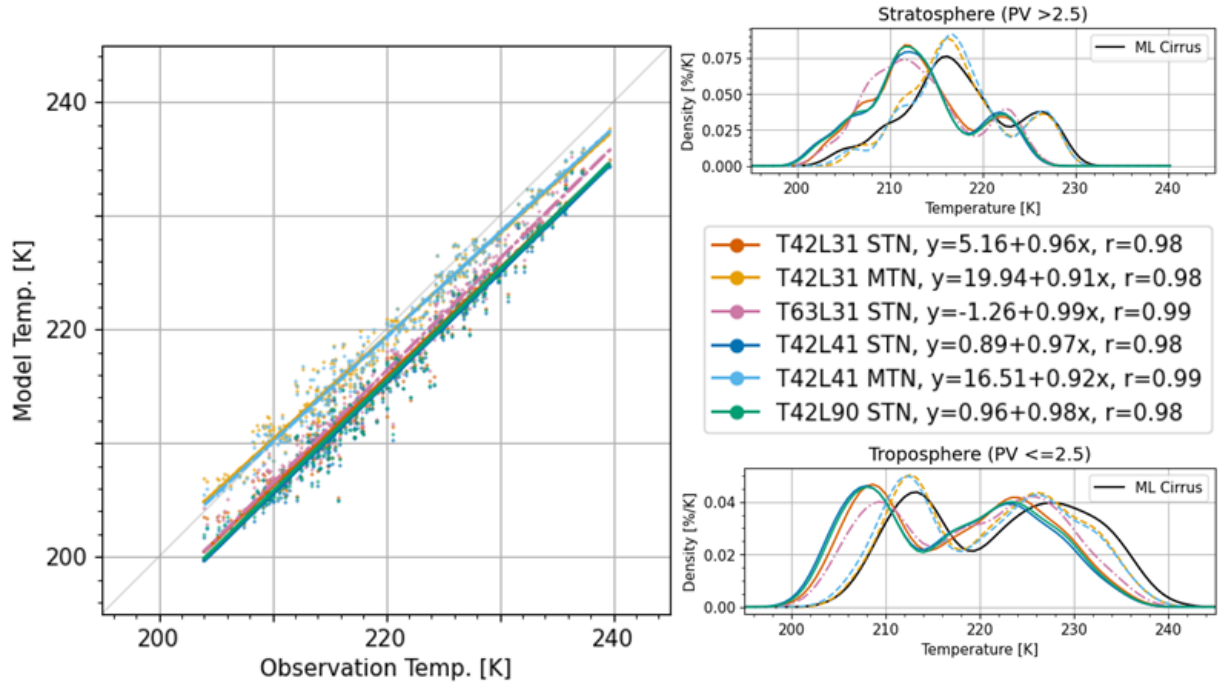 240
220
200
200
220
240
Model Temp. [K]
Observation Temp. [K]
Stratosphere (PV >2.5)
ML Cirrus
0.075
0.050
0.025
0.000
Density [%/K]
200
210
220
230
240
Temperature [K]
T42L31 STN, y=5.16+0.96x, r=0.98
T42L31 MTN, y=19.94+0.91x, r=0.98
T63L31 STN, y=-1.26+0.99x, r=0.99
T42L41 STN, y=0.89+0.97x, r=0.98
T42L41 MTN, y=16.51+0.92x, r=0.99
T42L90 STN, y=0.96+0.98x, r=0.98
Troposphere (PV <=2.5)
ML Cirrus
0.04
0.02
0.00
Density [%/K]
200
210
220
230
240
Temperature [K]